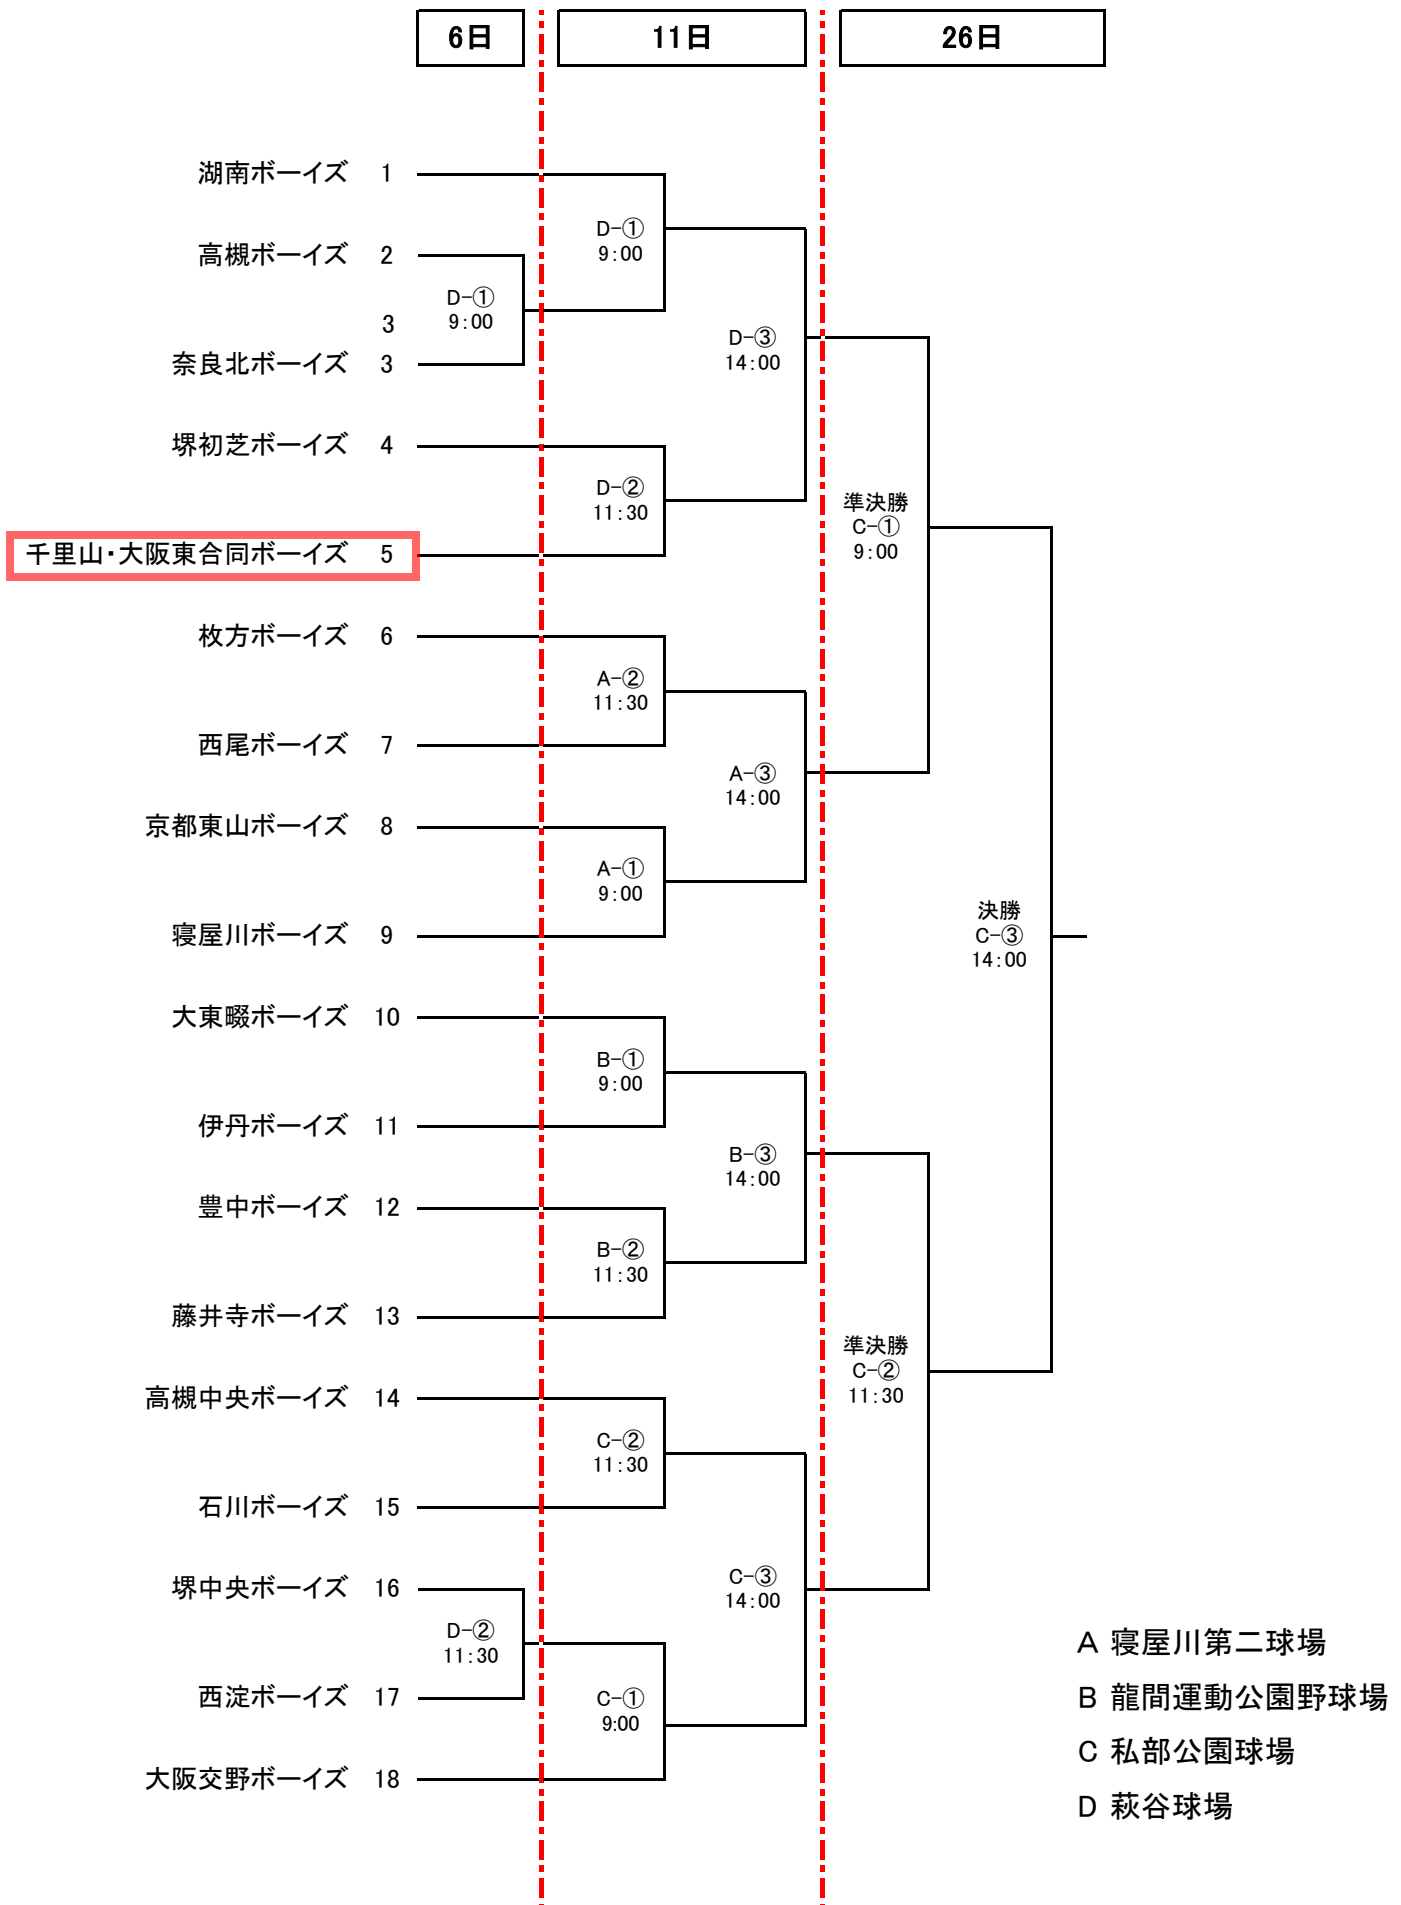 6日 11日 26日
湖南ボーイズ 1
D-①
9:00
高槻ボーイズ 2
D-①
9:00
3
奈良北ボーイズ 3
D-③
14:00
堺初芝ボーイズ 4
D-②
11:30
千里山・大阪東合同ボーイズ 5
準決勝
C-①
9:00
枚方ボーイズ 6
A-②
11:30
西尾ボーイズ 7
A-③
14:00
京都東山ボーイズ 8
A-①
9:00
寝屋川ボーイズ 9
決勝
C-③
14:00
大東畷ボーイズ 10
B-①
9:00
伊丹ボーイズ 11
B-③
14:00
豊中ボーイズ 12
B-②
11:30
藤井寺ボーイズ 13
準決勝
C-②
11:30
高槻中央ボーイズ 14
C-②
11:30
石川ボーイズ 15
C-③
14:00
堺中央ボーイズ 16
D-②
11:30
西淀ボーイズ 17
C-①
9:00
大阪交野ボーイズ 18
A 寝屋川第二球場
B 龍間運動公園野球場
C 私部公園球場
D 萩谷球場